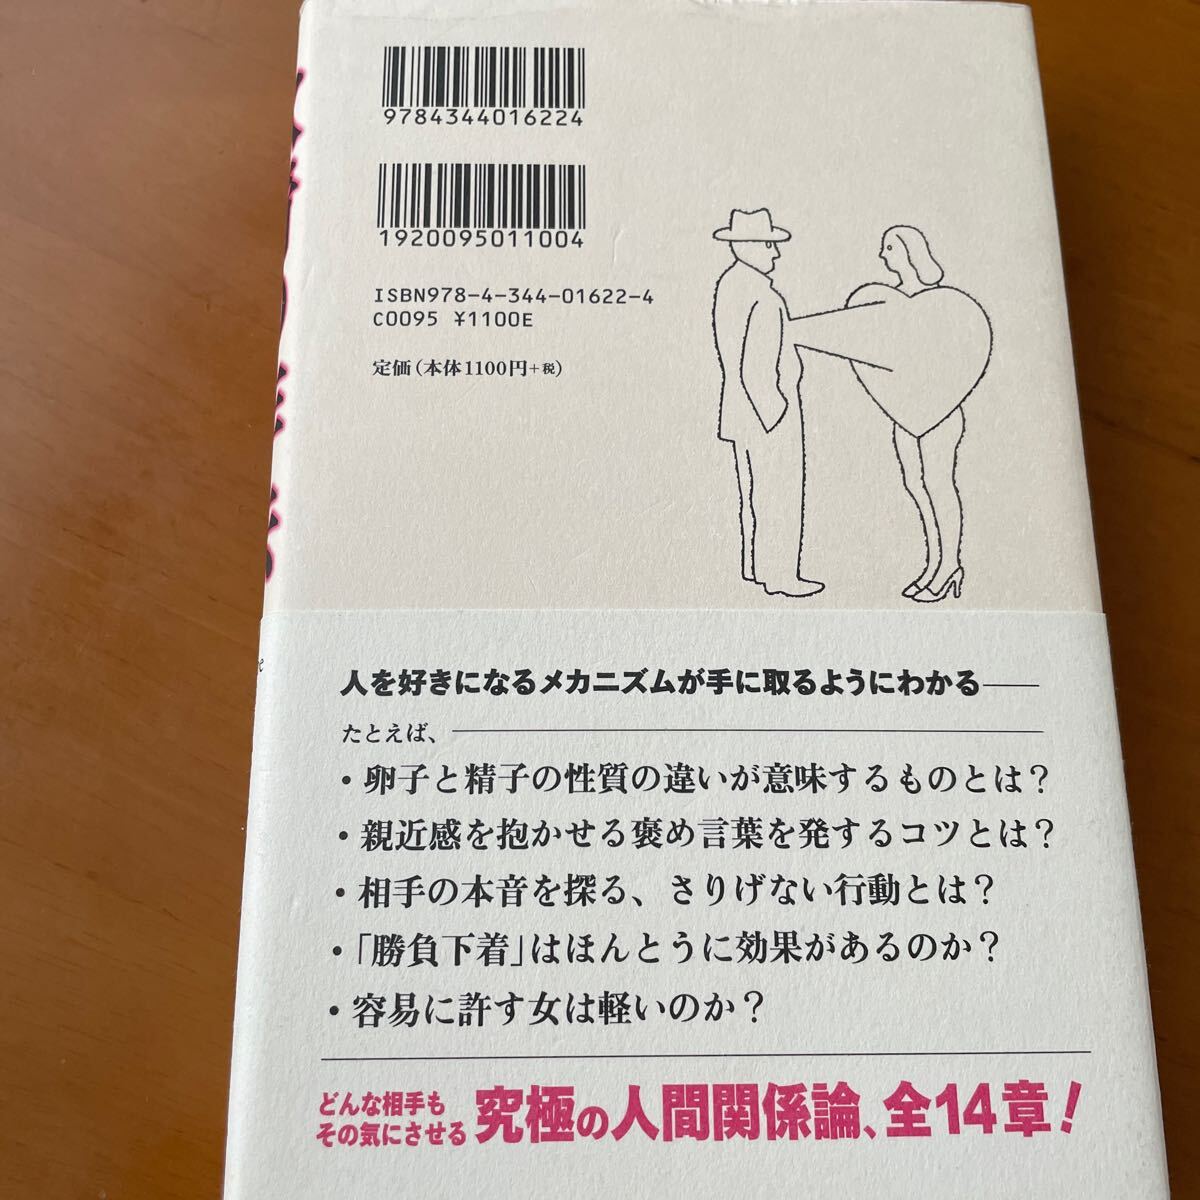 9784344016224
1920095011004
ISBN978-4-344-01622-4
C0095 ¥1100E
定価(本体1100円+税)
人を好きになるメカニズムが手に取るようにわかる――
たとえば、
・卵子と精子の性質の違いが意味するものとは？
・親近感を抱かせる褒め言葉を発するコツとは？
・相手の本音を探る、さりげない行動とは？
・「勝負下着」はほんとうに効果があるのか？
・容易に許す女は軽いのか？
どんな相手も
その気にさせる
究極の人間関係論、全14章！